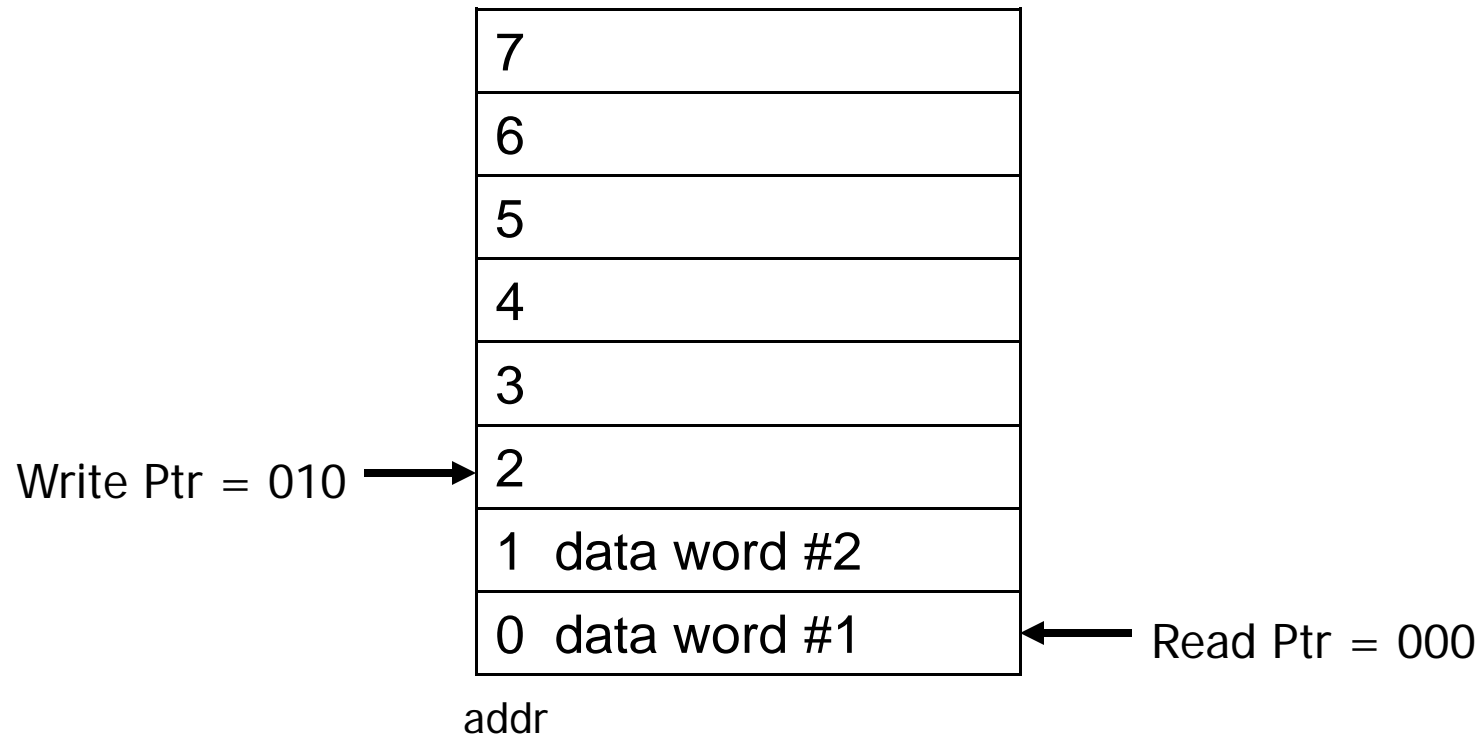 7
6
5
4
3
Write Ptr = 010
2
1 data word #2
0 data word #1
Read Ptr = 000
addr